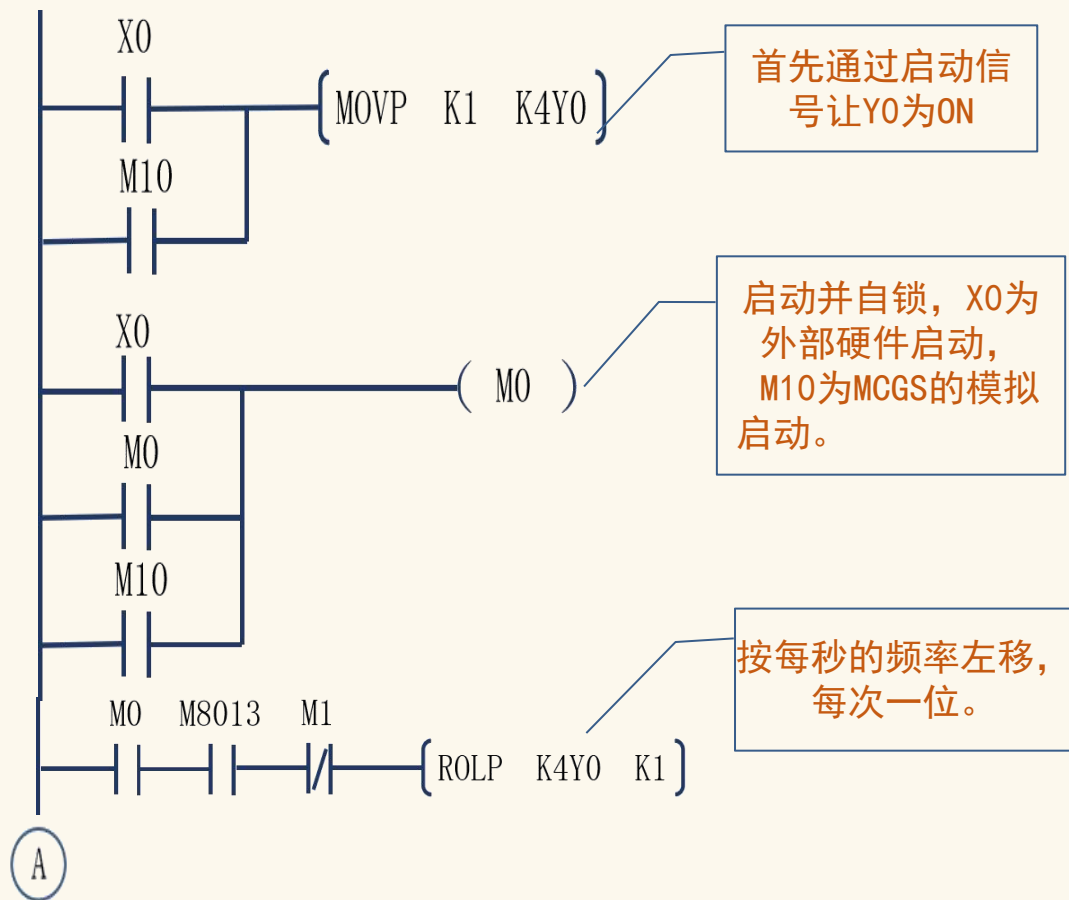 X0
MOVP K1 K4Y0
首先通过启动信
号让Y0为ON
M10
X0
M0
启动并自锁，X0为
外部硬件启动，
M10为MCGS的模拟
启动。
M0
M10
M0 M8013 M1
ROLP K4Y0 K1
按每秒的频率左移，
每次一位。
A